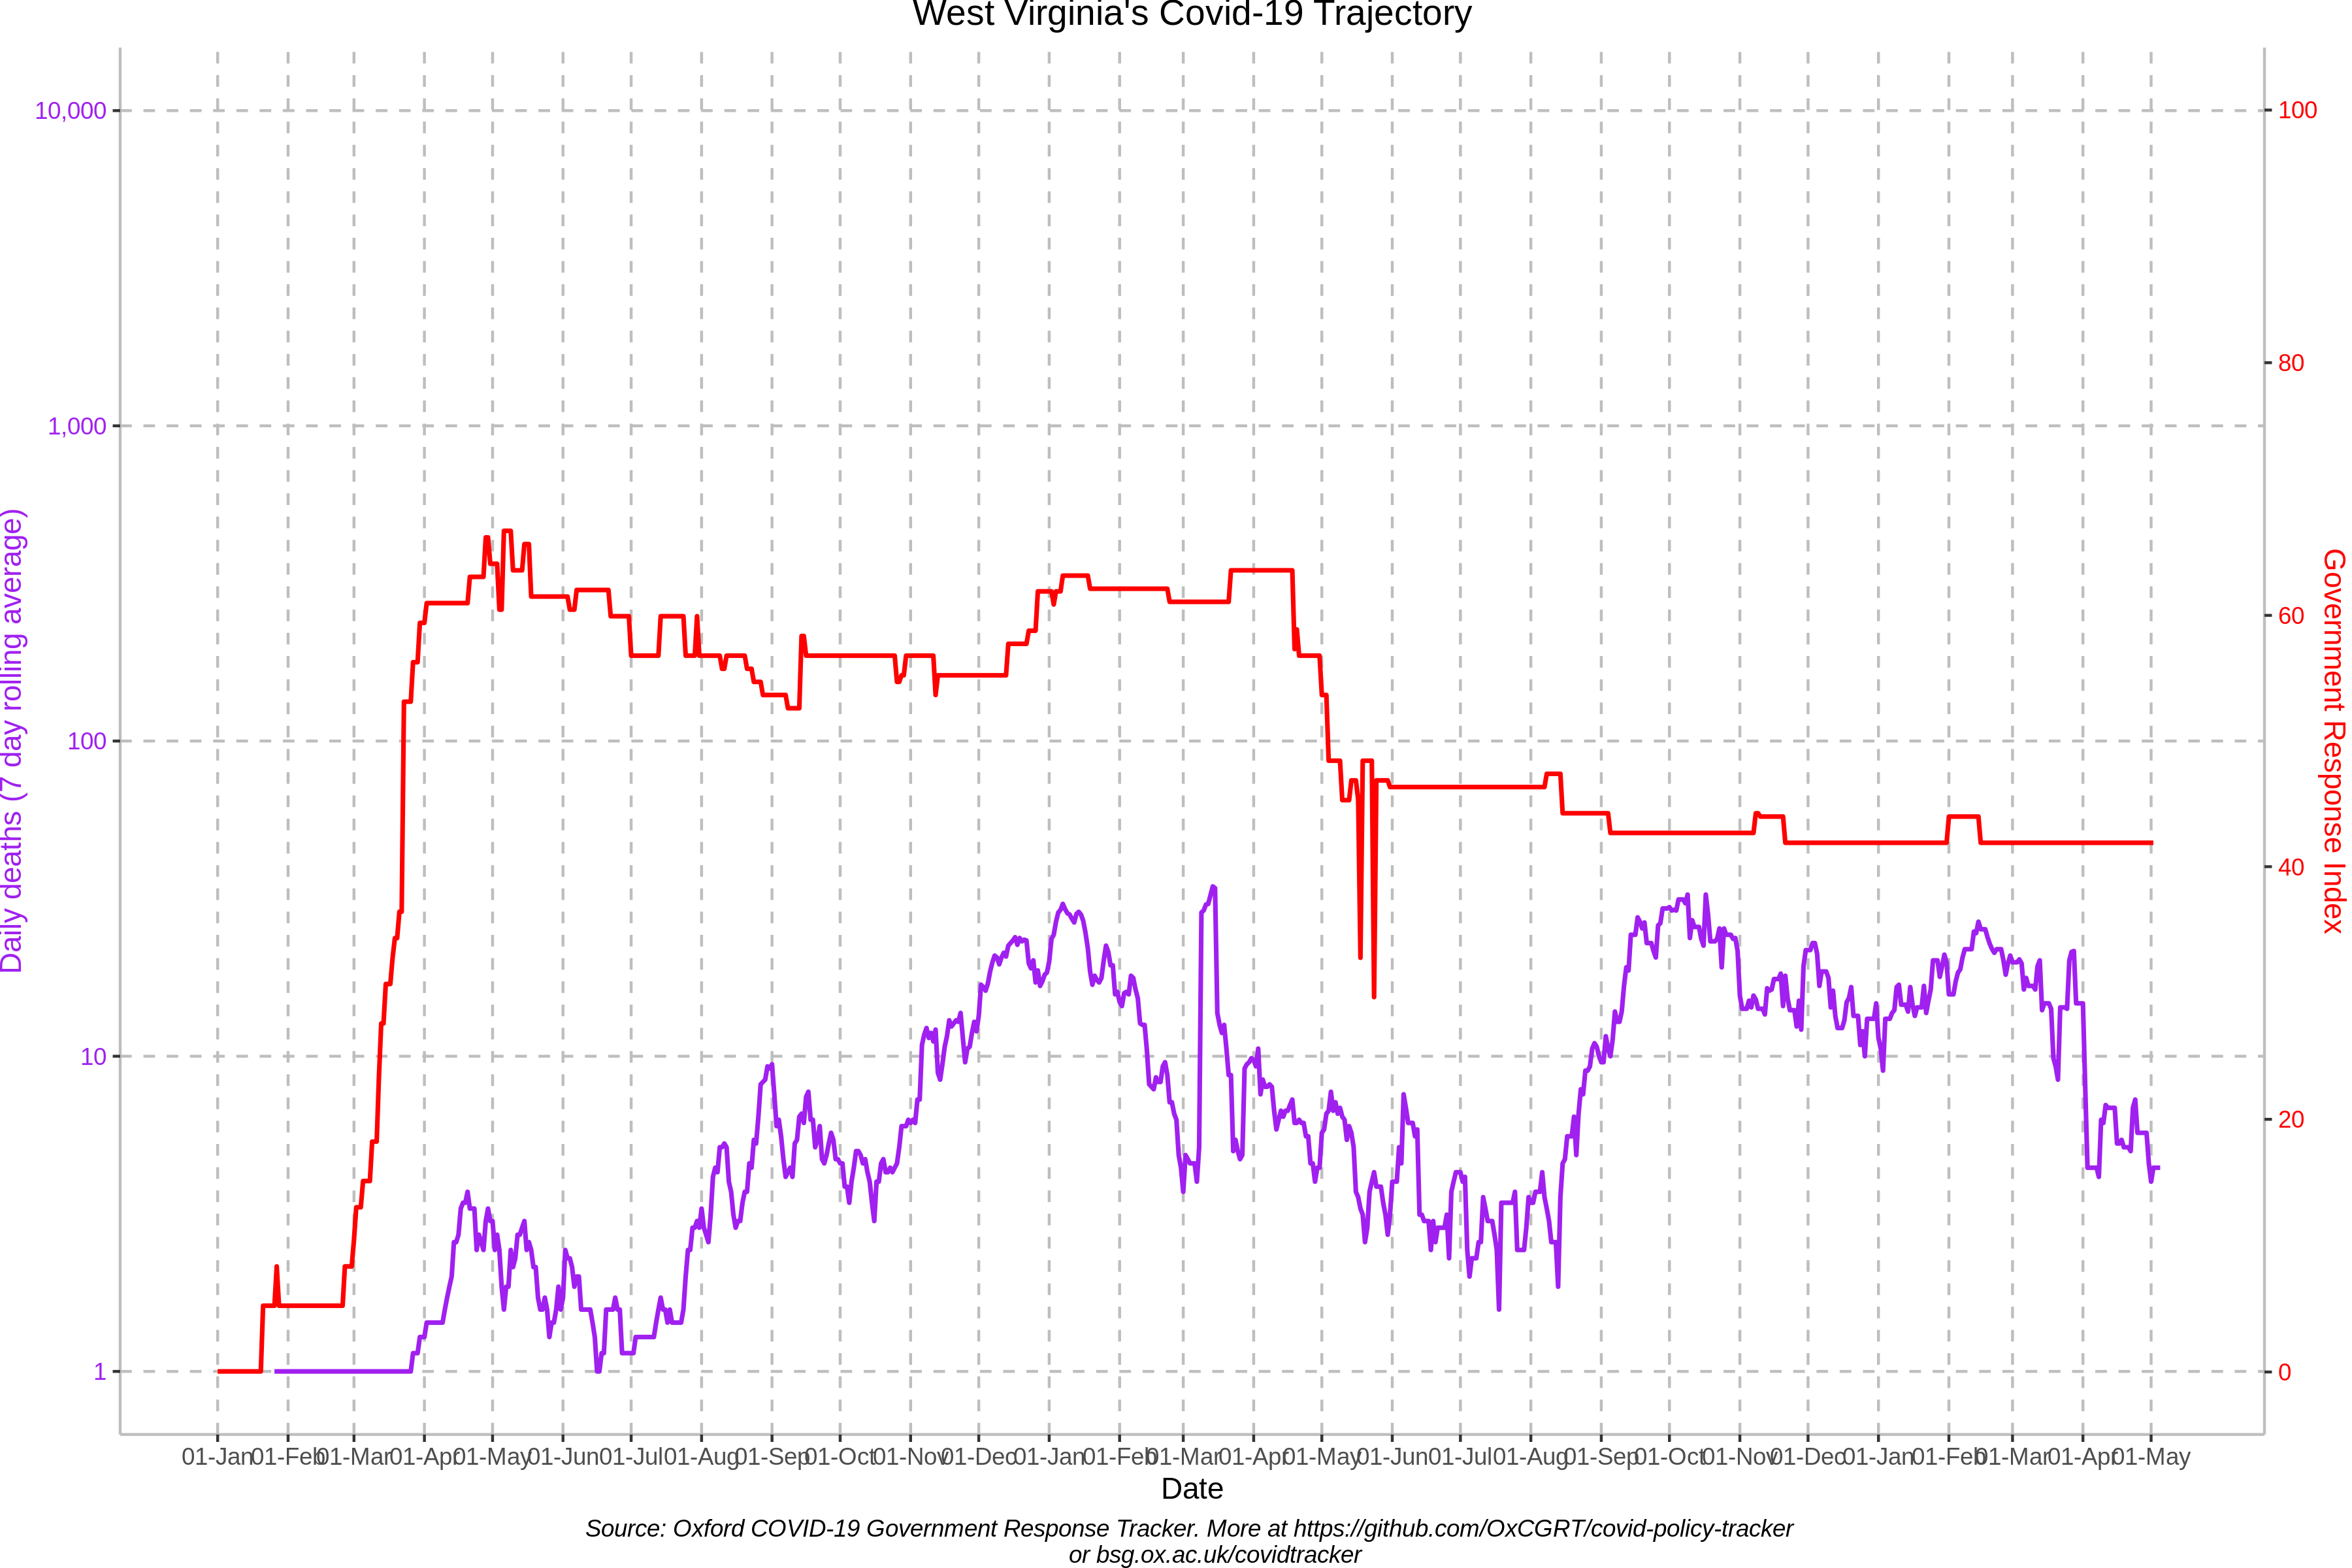 West Virginia's Covid-19 Trajectory
10,000
1,000
100
10
1
Daily deaths (7 day rolling average)
100
80
60
40
20
0
Government Response Index
01-Jan 01-Feb 01-Mar 01-Apr 01-May 01-Jun 01-Jul 01-Aug 01-Sep 01-Oct 01-Nov 01-Dec 01-Jan 01-Feb 01-Mar 01-Apr 01-May 01-Jun 01-Jul 01-Aug 01-Sep 01-Oct 01-Nov 01-Dec 01-Jan 01-Feb 01-Mar 01-Apr 01-May
Date
Source: Oxford COVID-19 Government Response Tracker. More at https://github.com/OxCGRT/covid-policy-tracker
or bsg.ox.ac.uk/covidtracker